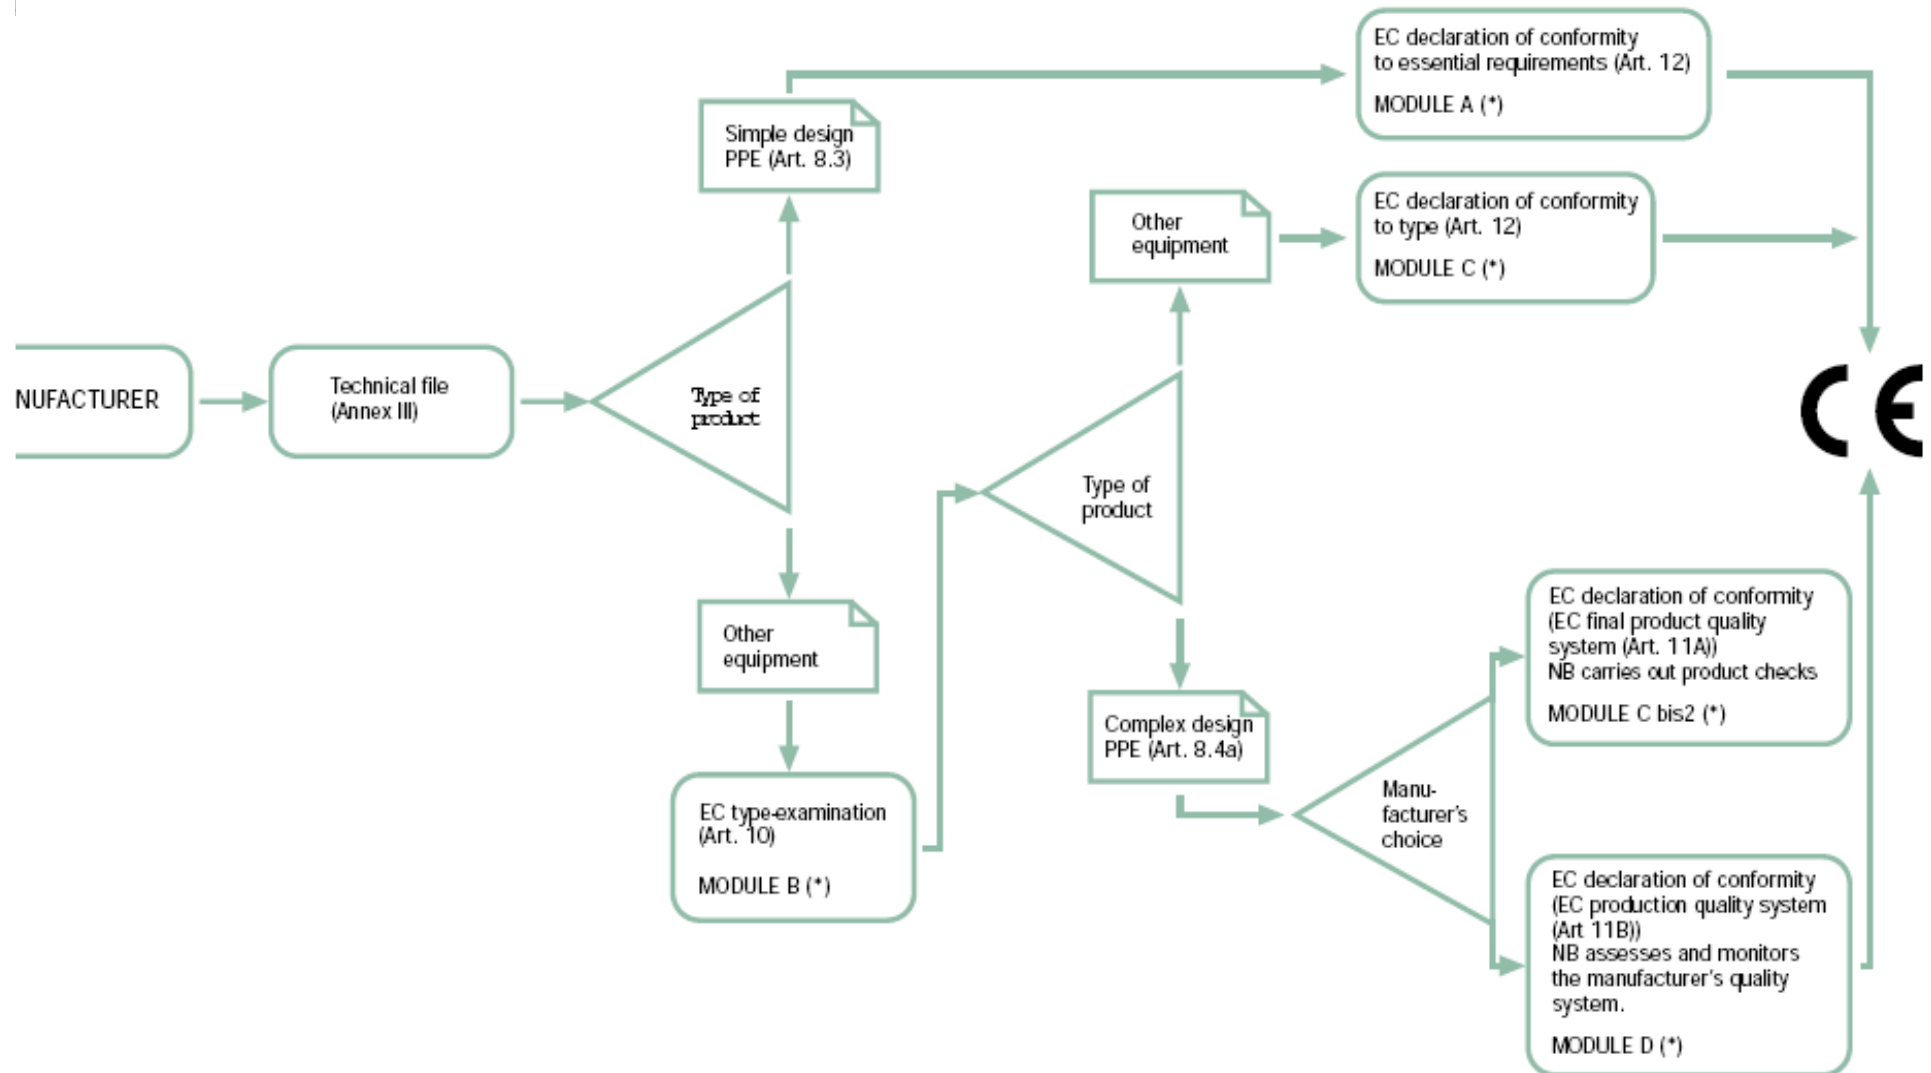 NUFACTURER
Technical file
(Annex III)
Type of
product
Simple design
PPE (Art. 8.3)
EC declaration of conformity
to essential requirements (Art. 12)
MODULE A (*)
Other
equipment
EC type-examination
(Art. 10)
MODULE B (*)
Type of
product
Other
equipment
EC declaration of conformity
to type (Art. 12)
MODULE C (*)
Complex design
PPE (Art. 8.4a)
Manu-
facturer's
choice
EC declaration of conformity
(EC final product quality
system (Art. 11A))
NB carries out product checks
MODULE C bis2 (*)
EC declaration of conformity
(EC production quality system
(Art 11B))
NB assesses and monitors
the manufacturer's quality
system.
MODULE D (*)
CE